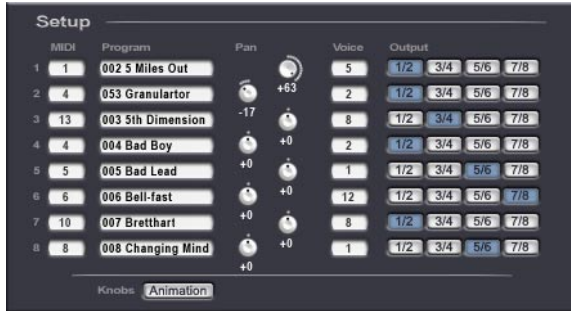 Setup
MIDI Program Pan Voice Output
1 1 002 5 Miles Out +63 5 1/2 3/4 5/6 7/8
2 4 053 Granulartor -17 2 1/2 3/4 5/6 7/8
3 13 003 5th Dimension +0 8 1/2 3/4 5/6 7/8
4 4 004 Bad Boy +0 2 1/2 3/4 5/6 7/8
5 5 005 Bad Lead +0 1 1/2 3/4 5/6 7/8
6 6 006 Bell-fast +0 12 1/2 3/4 5/6 7/8
7 10 007 Bretthart +0 8 1/2 3/4 5/6 7/8
8 8 008 Changing Mind +0 1 1/2 3/4 5/6 7/8
Knobs Animation